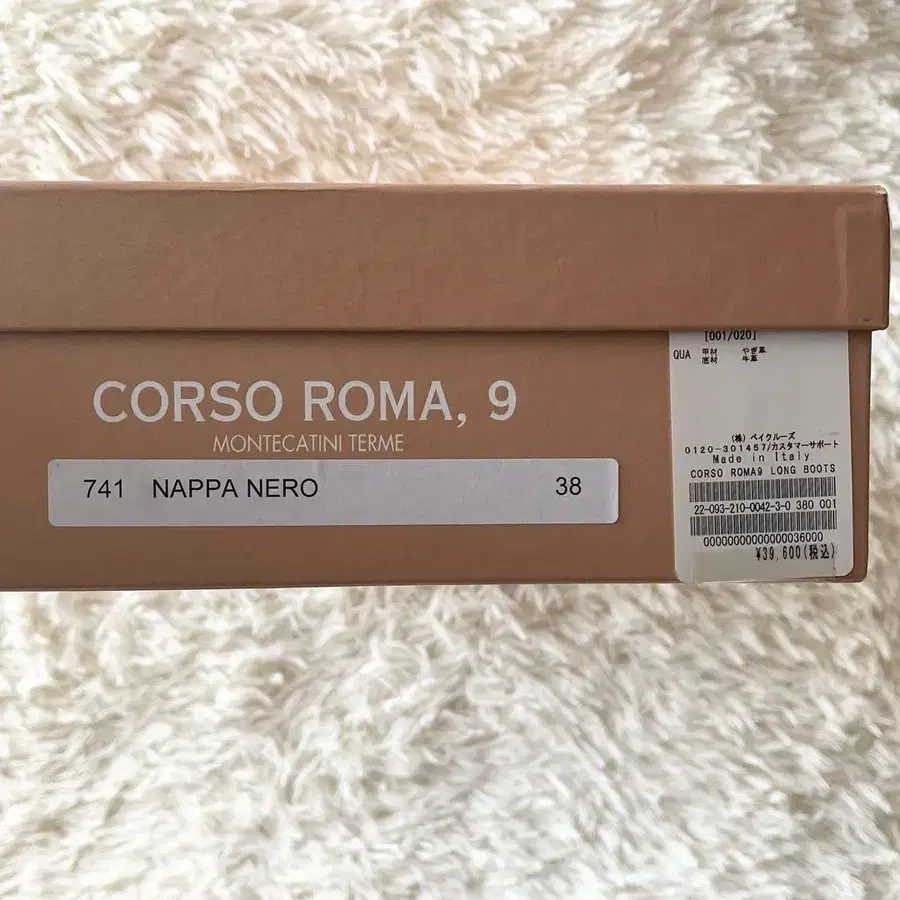 CORSO ROMA, 9
MONTECATINI TERME
741 NAPPA NERO 38
[001/020]
QUA 甲材 やぎ革
底材 牛革
(株) ベイクルーズ
0120-301457/カスタマーサポート
Made in Italy
CORSO ROMA9 LONG BOOTS
22-093-210-0042-3-0 380 001
00000000000000036000
¥39,600(税込)